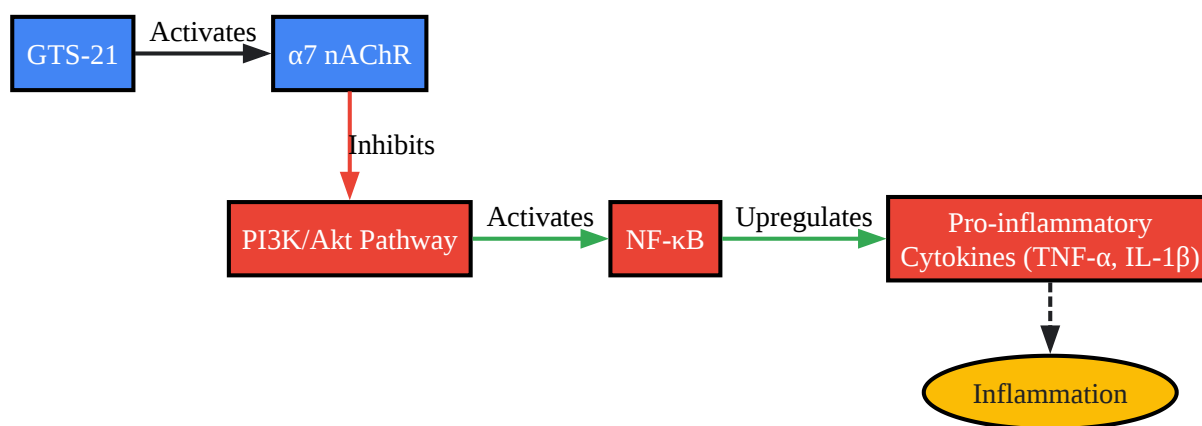 Activates
GTS-21
α7 nAChR
Inhibits
PI3K/Akt Pathway
Activates
NF-κB
Upregulates
Pro-inflammatory
Cytokines (TNF-α, IL-1β)
Inflammation